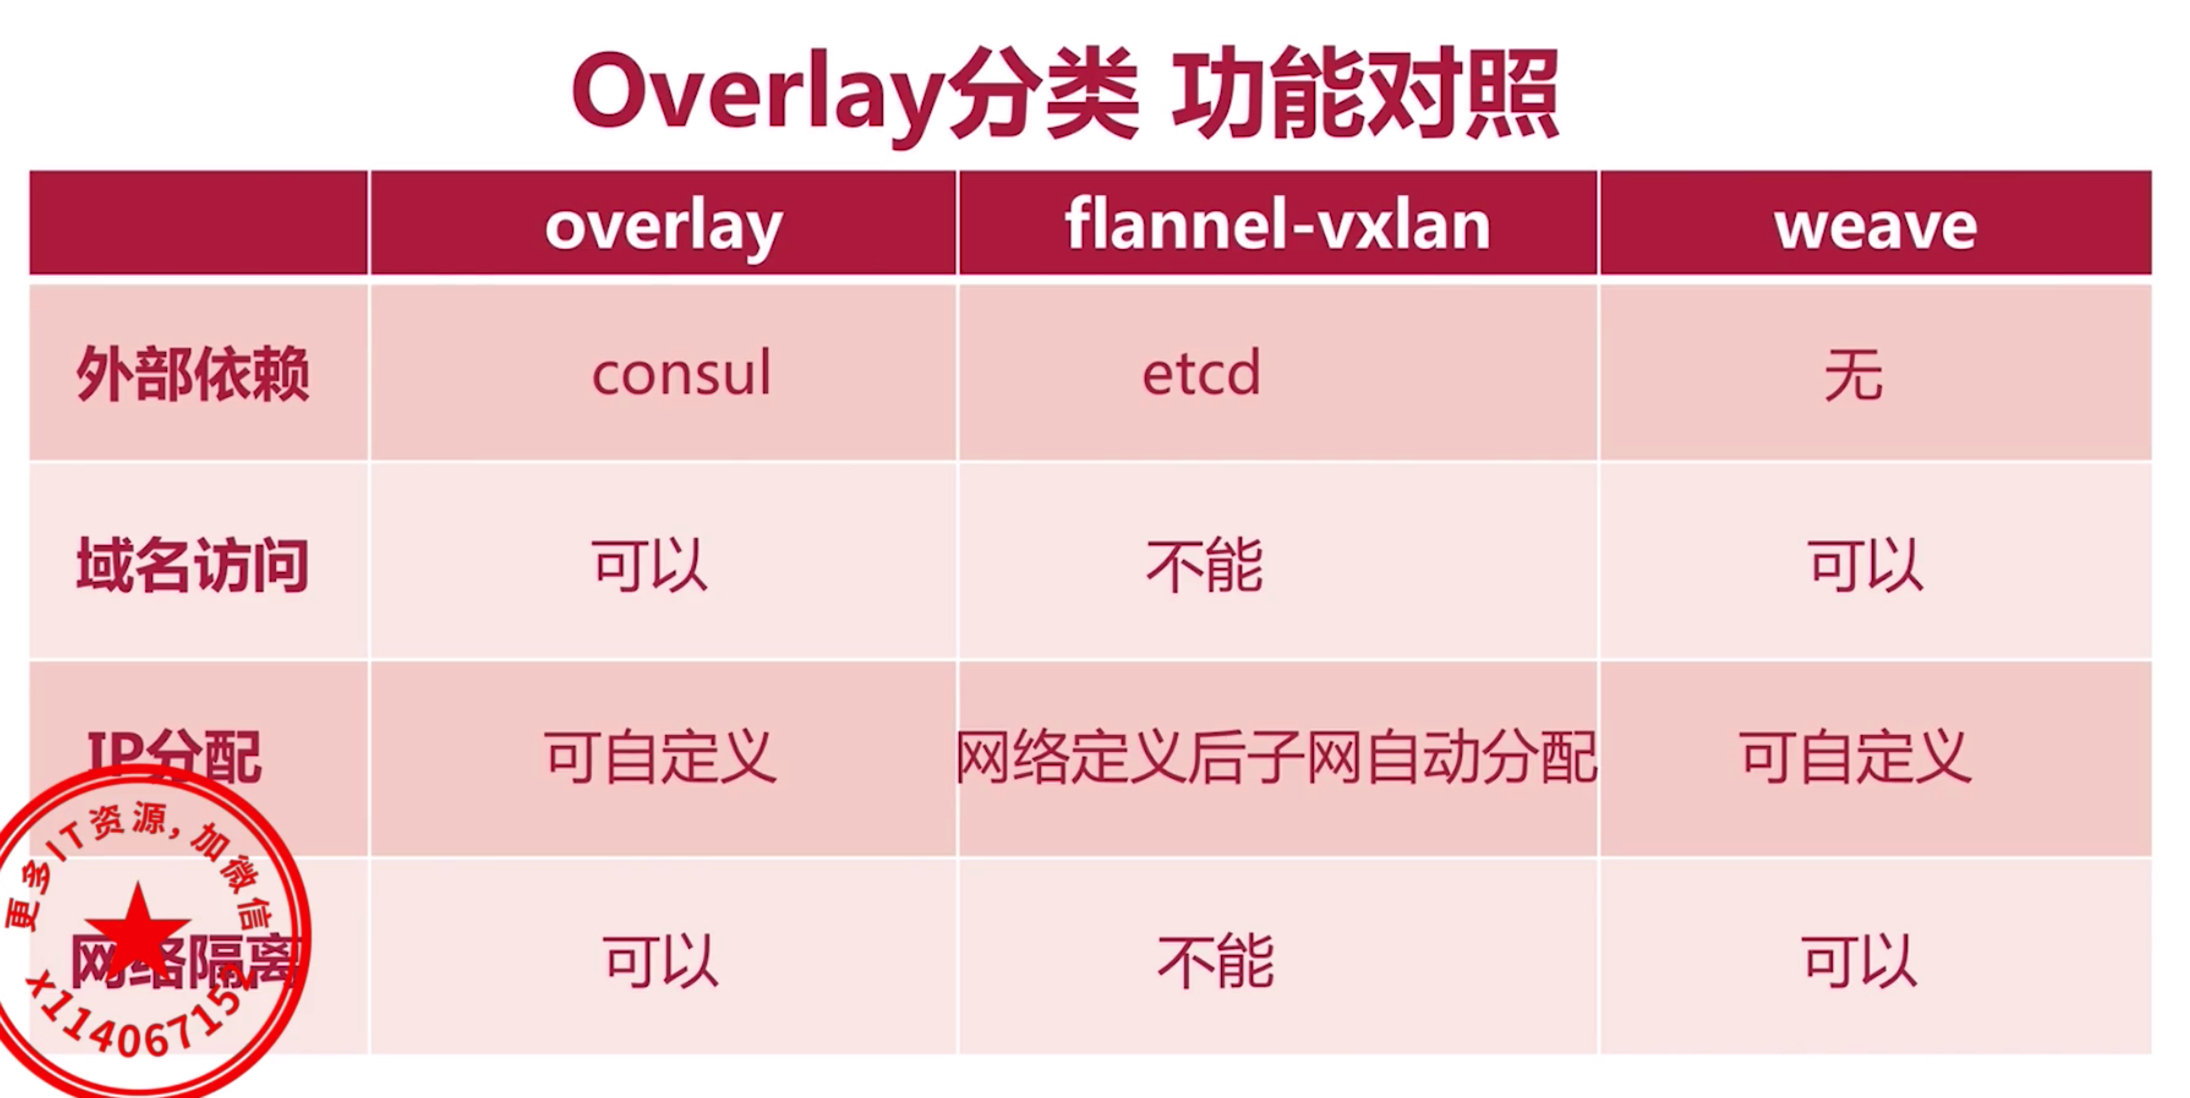 Overlay分类 功能对照
overlay flannel-vxlan weave
外部依赖 consul etcd 无
域名访问 可以 不能 可以
IP分配 可自定义 网络定义后子网自动分配 可自定义
网络隔离 可以 不能 可以
更多IT资源，加微信
x114067152